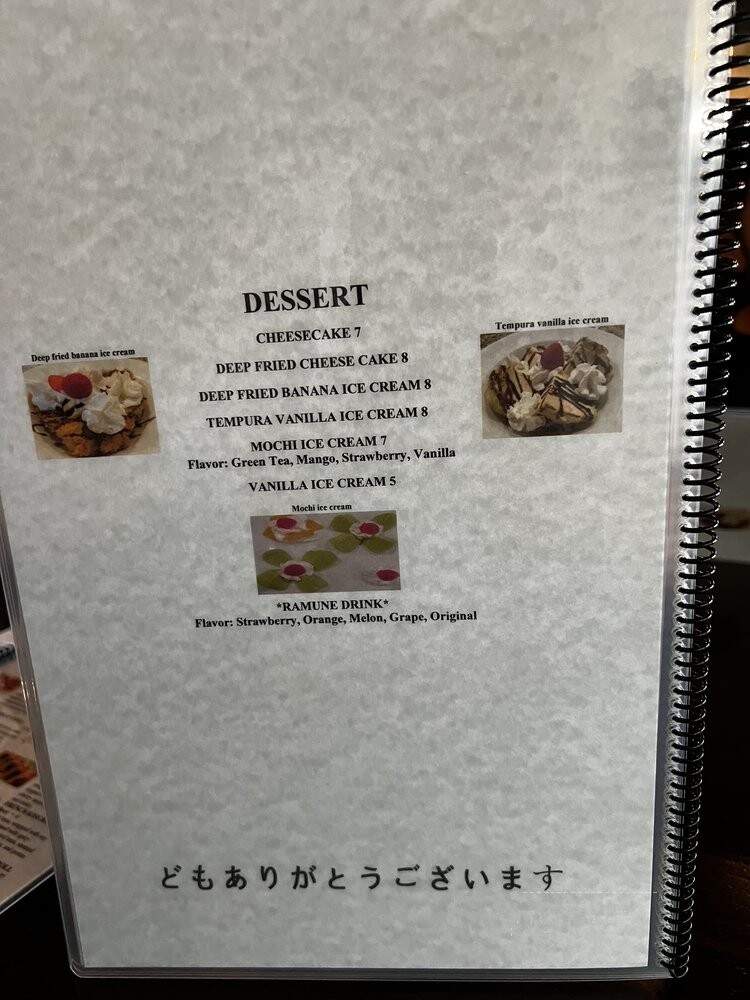 DESSERT
CHEESECAKE 7
DEEP FRIED CHEESE CAKE 8
DEEP FRIED BANANA ICE CREAM 8
TEMPURA VANILLA ICE CREAM 8
MOCHI ICE CREAM 7
Flavor: Green Tea, Mango, Strawberry, Vanilla
VANILLA ICE CREAM 5
Deep fried banana ice cream
Tempura vanilla ice cream
Mochi ice cream
*RAMUNE DRINK*
Flavor: Strawberry, Orange, Melon, Grape, Original
どもありがとうございます